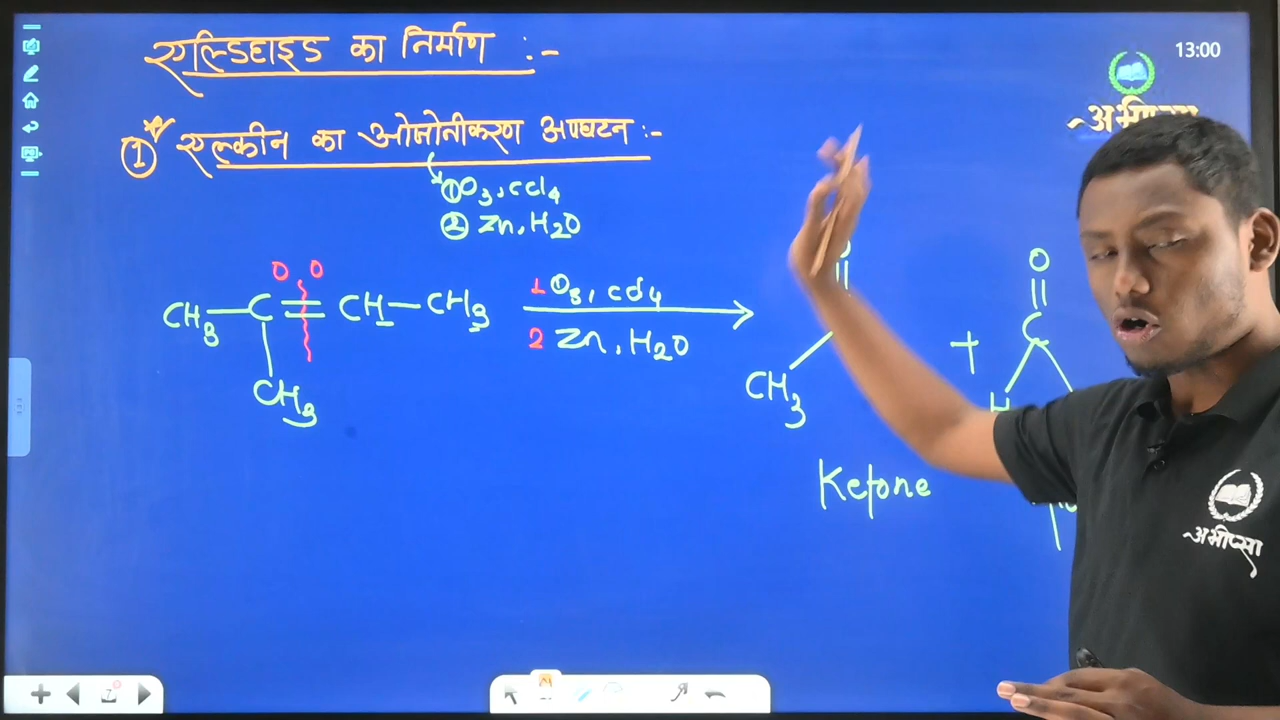 एल्डिहाइड का निर्माण :-
13:00
अभीप्सा
① एल्कीन का ओजोनीकरण अपघटन :-
① O3, ccl4
② Zn, H2O
O O
O
CH3—C=CH—CH3
1 O3, ccl4
2 Zn, H2O
+
C
H
CH3
CH3
Ketone
अभीप्सा